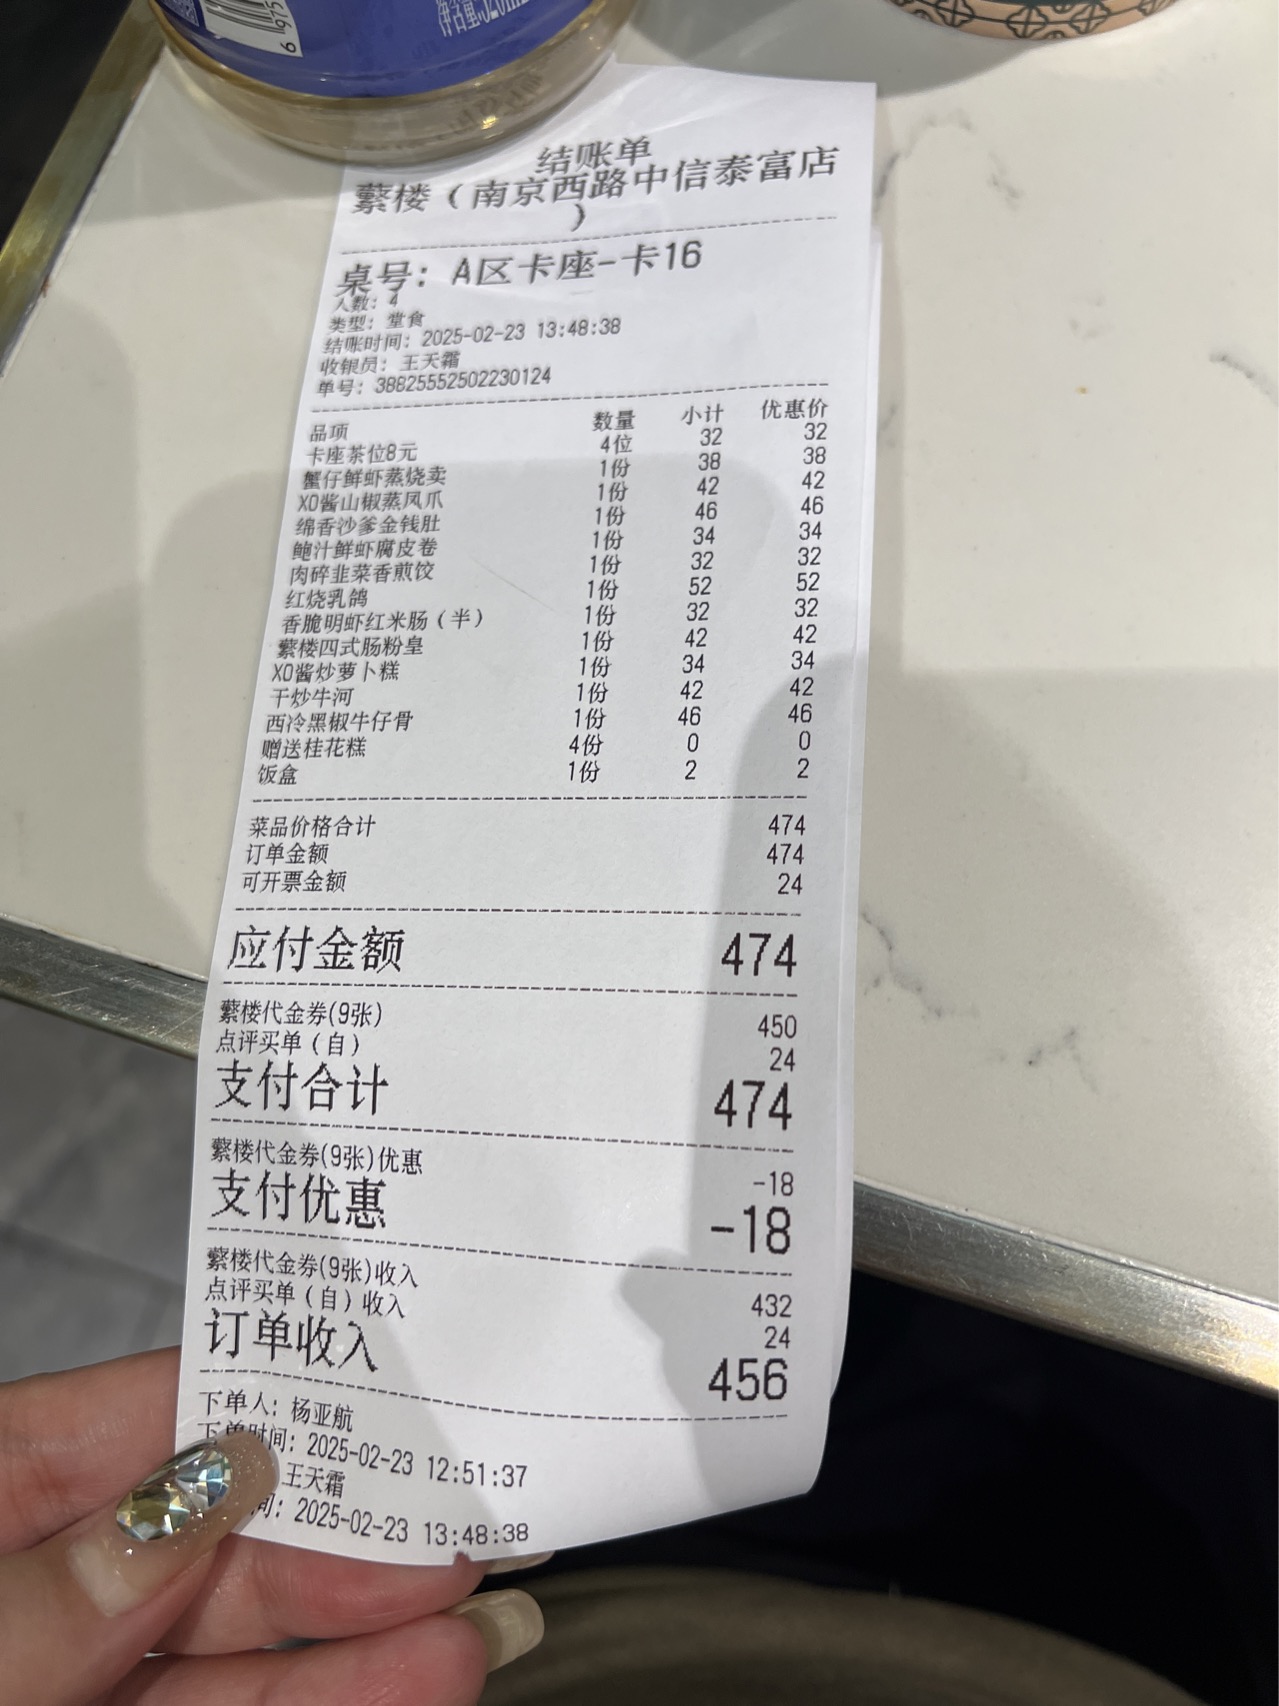 6975
净含量:520mL
结账单
蘩楼（南京西路中信泰富店
）
桌号：A区卡座-卡16
人数：4
类型：堂食
结账时间：2025-02-23 13:48:38
收银员：王天霜
单号：38825552502230124
品项 数量 小计 优惠价
卡座茶位8元 4位 32 32
蟹仔鲜虾蒸烧卖 1份 38 38
XO酱山椒蒸凤爪 1份 42 42
绵香沙爹金钱肚 1份 46 46
鲍汁鲜虾腐皮卷 1份 34 34
肉碎韭菜香煎饺 1份 32 32
红烧乳鸽 1份 52 52
香脆明虾红米肠（半） 1份 32 32
蘩楼四式肠粉皇 1份 42 42
XO酱炒萝卜糕 1份 34 34
干炒牛河 1份 42 42
西冷黑椒牛仔骨 1份 46 46
赠送桂花糕 4份 0 0
饭盒 1份 2 2
菜品价格合计 474
订单金额 474
可开票金额 24
应付金额 474
蘩楼代金券(9张) 450
点评买单（自） 24
支付合计 474
蘩楼代金券(9张)优惠 -18
支付优惠 -18
蘩楼代金券(9张)收入 432
点评买单（自）收入 24
订单收入 456
下单人：杨亚航
下单时间：2025-02-23 12:51:37
王天霜
间：2025-02-23 13:48:38